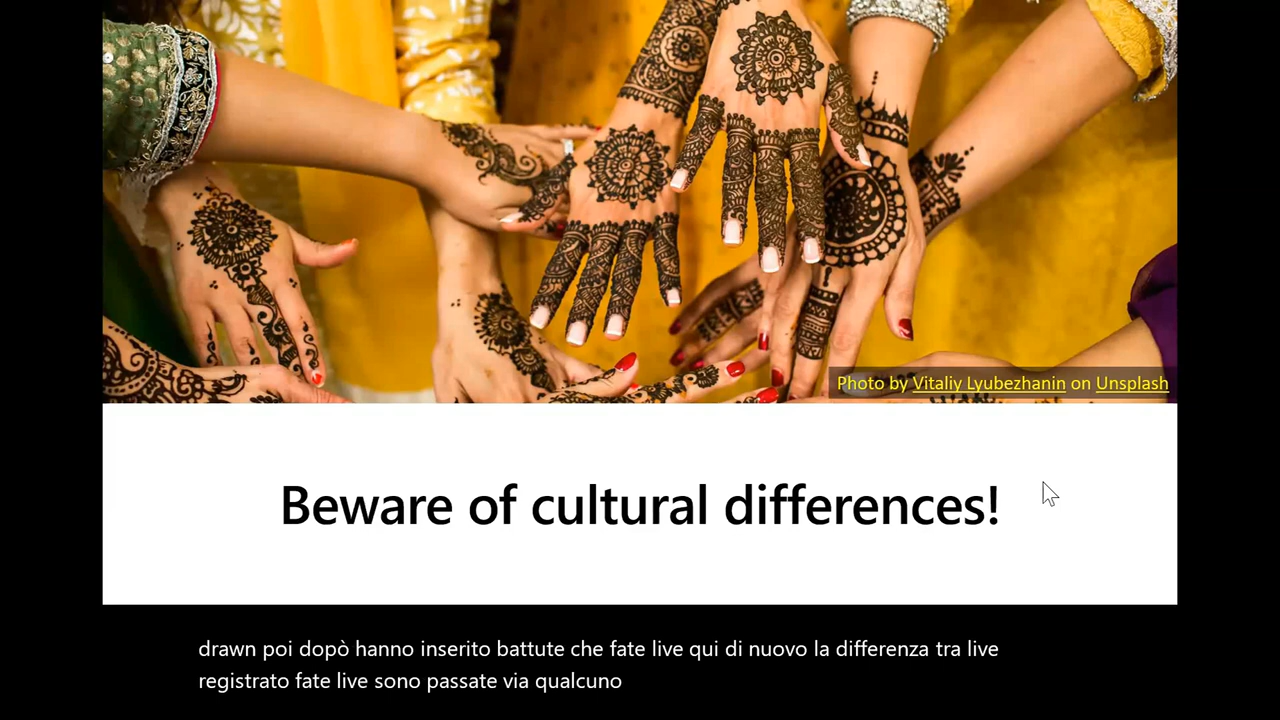 Photo by Vitaliy Lyubezhanin on Unsplash
Beware of cultural differences!
drawn poi dopò hanno inserito battute che fate live qui di nuovo la differenza tra live
registrato fate live sono passate via qualcuno